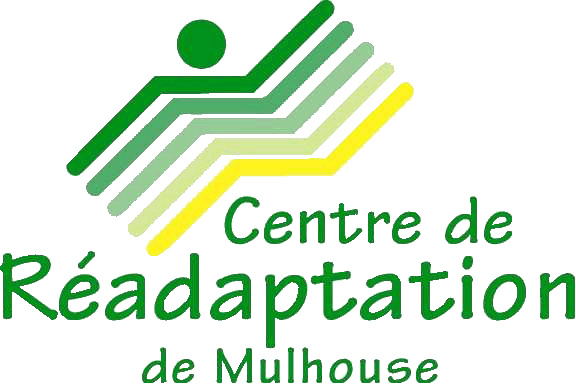 Centre de
Réadaptation
de Mulhouse